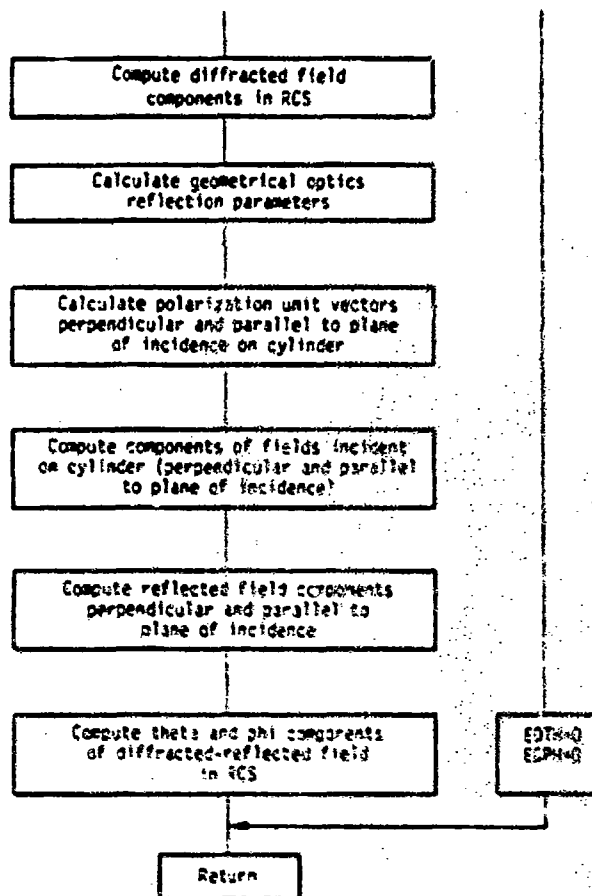 Compute diffracted field
components in RCS
Calculate geometrical optics
reflection parameters
Calculate polarization unit vectors
perpendicular and parallel to plane
of incidence on cylinder
Compute components of fields incident
on cylinder (perpendicular and parallel
to plane of incidence)
Compute reflected field components
perpendicular and parallel to
plane of incidence
Compute theta and phi components
of diffracted-reflected field
in RCS
Return